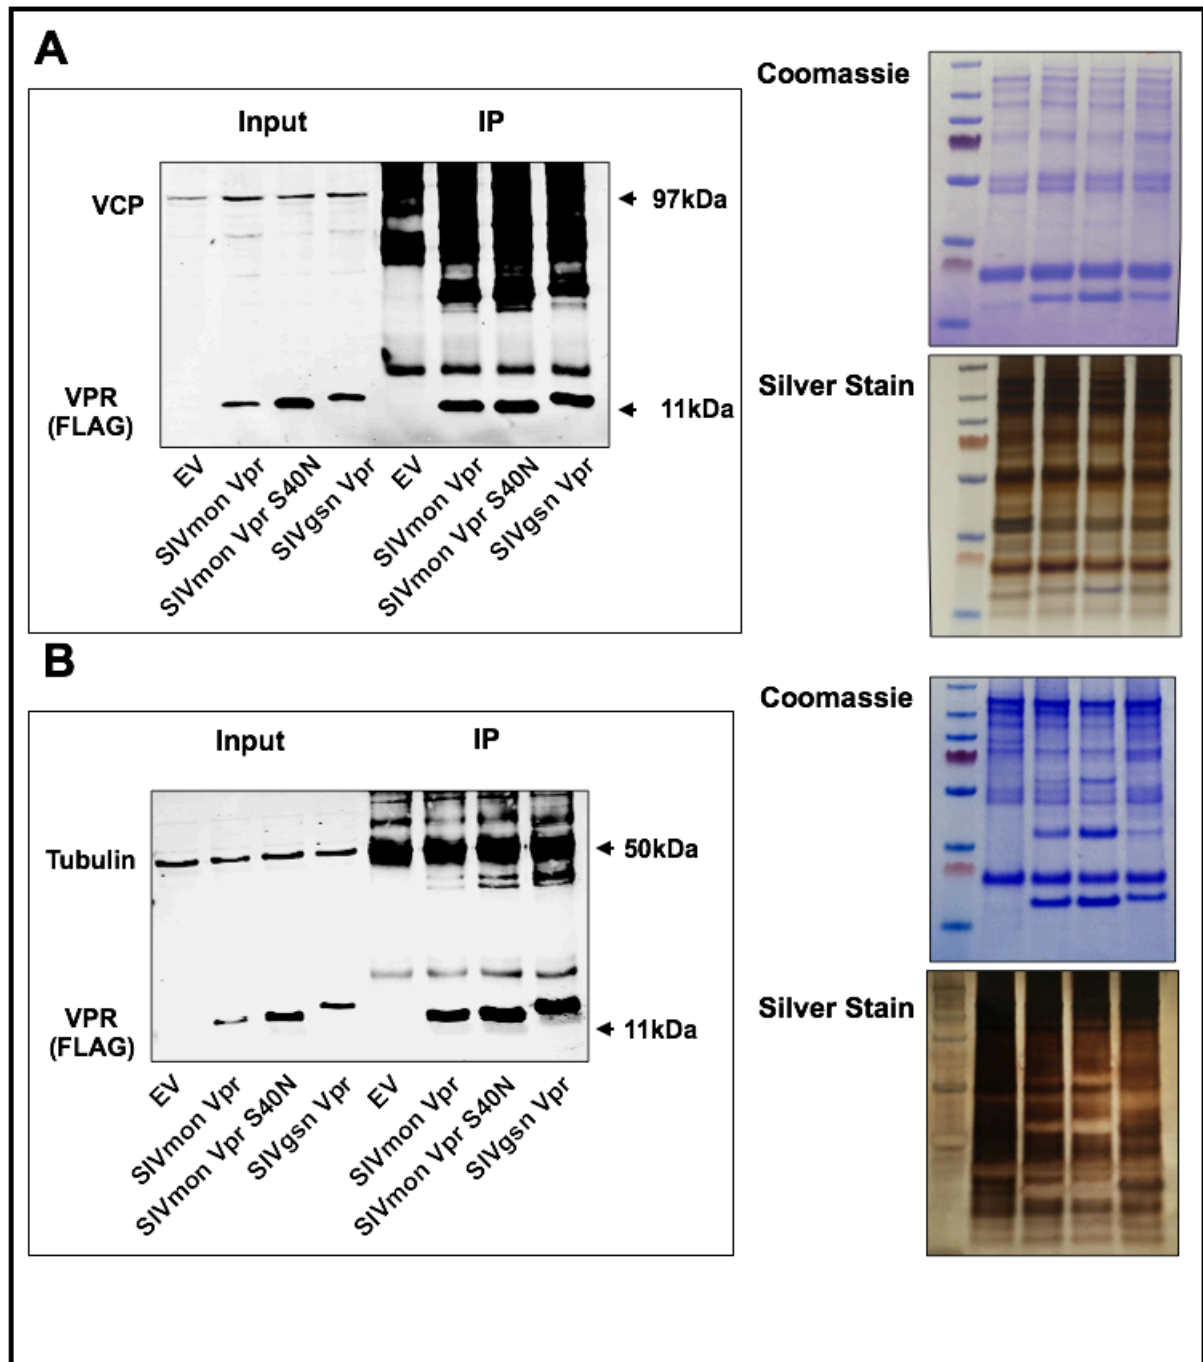 A
Coomassie
Input IP
VCP
97kDa
Silver Stain
VPR
(FLAG)
11kDa
EV
SIVmon Vpr
SIVmon Vpr S40N
SIVgsn Vpr
EV
SIVmon Vpr
SIVmon Vpr S40N
SIVgsn Vpr
B
Coomassie
Input IP
Tubulin
50kDa
Silver Stain
VPR
(FLAG)
11kDa
EV
SIVmon Vpr
SIVmon Vpr S40N
SIVgsn Vpr
EV
SIVmon Vpr
SIVmon Vpr S40N
SIVgsn Vpr